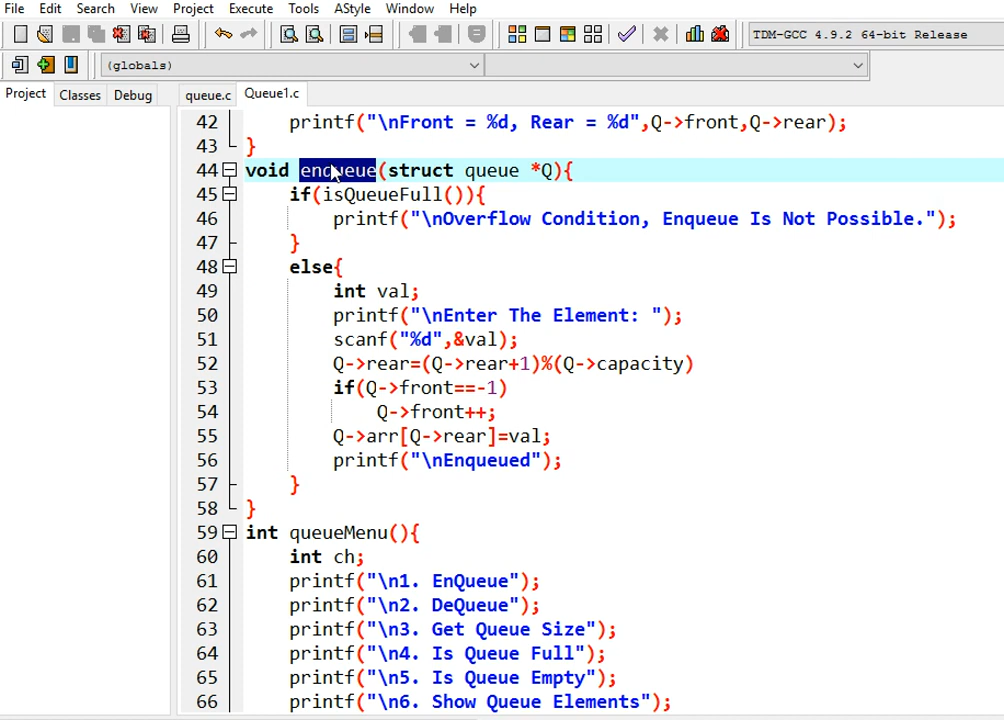 File Edit Search View Project Execute Tools AStyle Window Help
TDM-GCC 4.9.2 64-bit Release
(globals)
Project Classes Debug queue.c Queue1.c
42 printf("\nFront = %d, Rear = %d",Q->front,Q->rear);
43 }
44 void enqueue(struct queue *Q){
45 if(isQueueFull()){
46 printf("\nOverflow Condition, Enqueue Is Not Possible.");
47 }
48 else{
49 int val;
50 printf("\nEnter The Element: ");
51 scanf("%d",&val);
52 Q->rear=(Q->rear+1)%(Q->capacity)
53 if(Q->front==-1)
54 Q->front++;
55 Q->arr[Q->rear]=val;
56 printf("\nEnqueued");
57 }
58 }
59 int queueMenu(){
60 int ch;
61 printf("\n1. EnQueue");
62 printf("\n2. DeQueue");
63 printf("\n3. Get Queue Size");
64 printf("\n4. Is Queue Full");
65 printf("\n5. Is Queue Empty");
66 printf("\n6. Show Queue Elements");